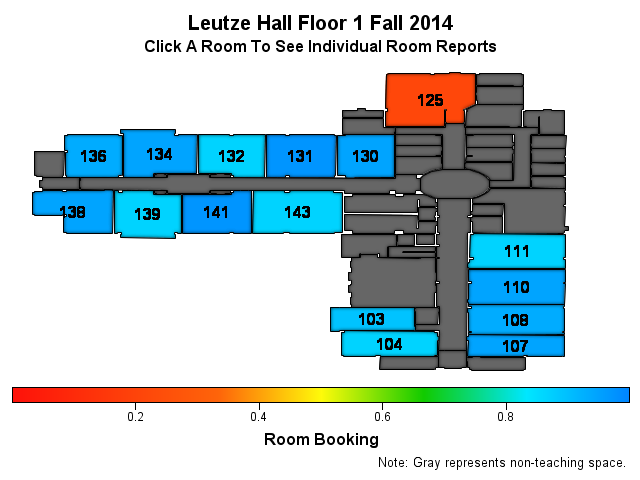 Leutze Hall Floor 1 Fall 2014
Click A Room To See Individual Room Reports
125
136 134 132 131 130
138 139 141 143
111
110
103 108
104 107
0.2 0.4 0.6 0.8
Room Booking
Note: Gray represents non-teaching space.